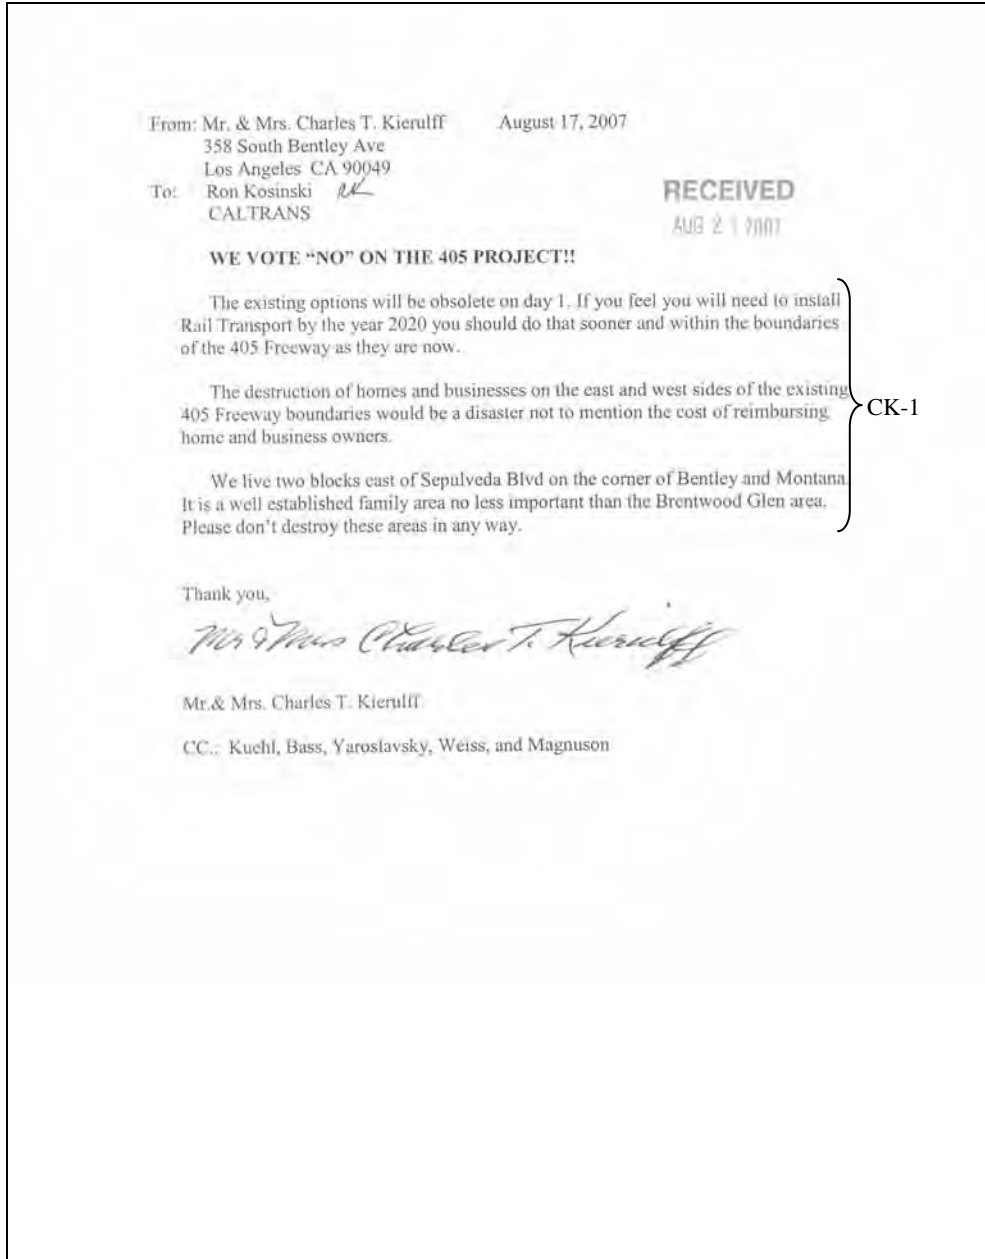 From: Mr. & Mrs. Charles T. Kierulff August 17, 2007
358 South Bentley Ave
Los Angeles CA 90049
To: Ron Kosinski RK
CALTRANS
RECEIVED
AUG 21 2007
WE VOTE “NO” ON THE 405 PROJECT!!
The existing options will be obsolete on day 1. If you feel you will need to install
Rail Transport by the year 2020 you should do that sooner and within the boundaries
of the 405 Freeway as they are now.
The destruction of homes and businesses on the east and west sides of the existing
405 Freeway boundaries would be a disaster not to mention the cost of reimbursing
home and business owners.
CK-1
We live two blocks east of Sepulveda Blvd on the corner of Bentley and Montana.
It is a well established family area no less important than the Brentwood Glen area.
Please don’t destroy these areas in any way.
Thank you,
Mr & Mrs Charles T. Kierulff
Mr.& Mrs. Charles T. Kierulff
CC.: Kuehl, Bass, Yaroslavsky, Weiss, and Magnuson